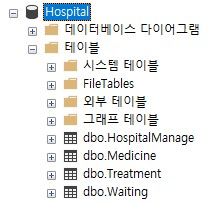 Hospital
데이터베이스 다이어그램
테이블
시스템 테이블
FileTables
외부 테이블
그래프 테이블
dbo.HospitalManage
dbo.Medicine
dbo.Treatment
dbo.Waiting